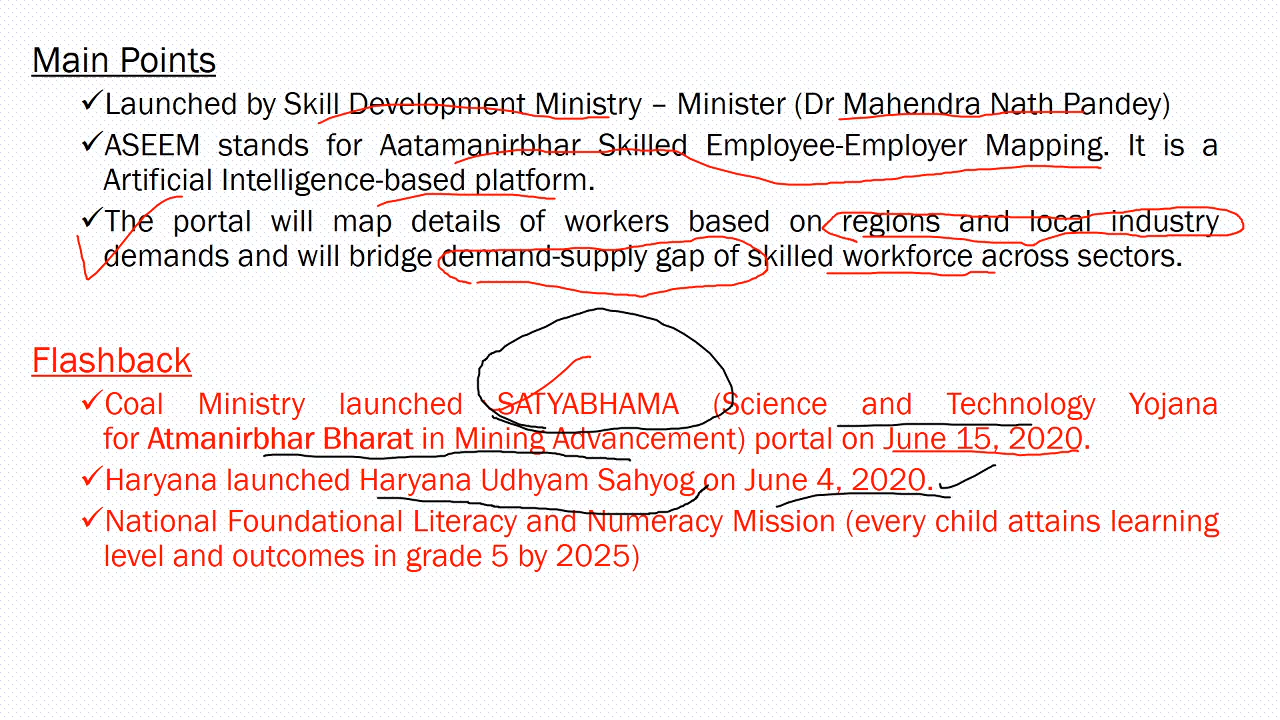 Main Points
✓Launched by Skill Development Ministry – Minister (Dr Mahendra Nath Pandey)
✓ASEEM stands for Aatamanirbhar Skilled Employee-Employer Mapping. It is a
Artificial Intelligence-based platform.
✓The portal will map details of workers based on regions and local industry
demands and will bridge demand-supply gap of skilled workforce across sectors.
Flashback
✓Coal Ministry launched SATYABHAMA (Science and Technology Yojana
for Atmanirbhar Bharat in Mining Advancement) portal on June 15, 2020.
✓Haryana launched Haryana Udhyam Sahyog on June 4, 2020.
✓National Foundational Literacy and Numeracy Mission (every child attains learning
level and outcomes in grade 5 by 2025)